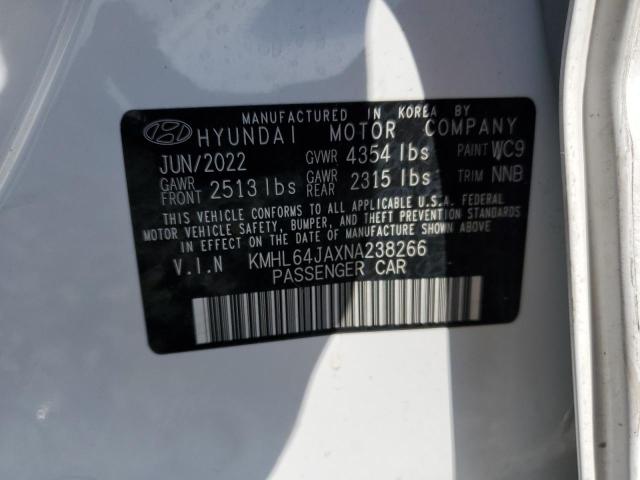 MANUFACTURED IN KOREA BY
HYUNDAI MOTOR COMPANY
JUN/2022 GVWR 4354 lbs PAINT WC9
GAWR FRONT 2513 lbs GAWR REAR 2315 lbs TRIM NNB
THIS VEHICLE CONFORMS TO ALL APPLICABLE U.S.A. FEDERAL
MOTOR VEHICLE SAFETY, BUMPER, AND THEFT PREVENTION
STANDARDS IN EFFECT ON THE DATE OF MANUFACTURE SHOWN ABOVE
V.I.N KMHL64JAXNA238266
PASSENGER CAR